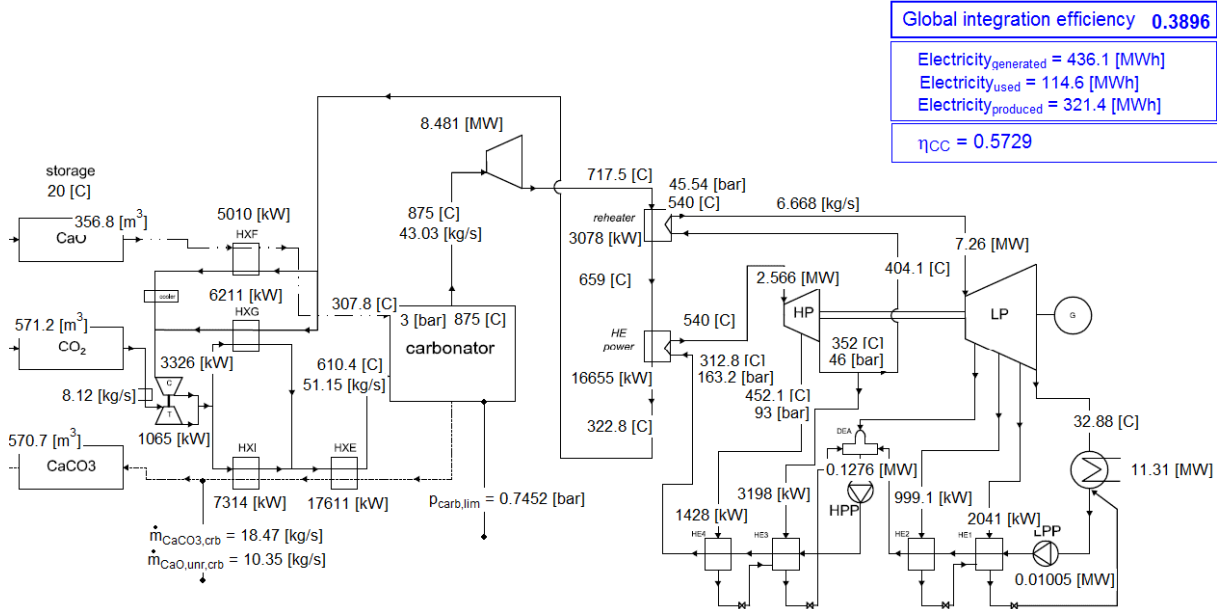 Global integration efficiency 0.3896
Electricity generated = 436.1 [MWh]
Electricity used = 114.6 [MWh]
Electricity produced = 321.4 [MWh]
ηCC = 0.5729
8.481 [MW]
storage
20 [C]
356.8 [m3]
CaO
5010 [kW]
HXF
cooler
6211 [kW]
HXG
571.2 [m3]
CO2
3326 [kW]
8.12 [kg/s]
C
T
1065 [kW]
570.7 [m3]
CaCO3
HXI
7314 [kW]
HXE
17611 [kW]
ṁCaCO3,crb = 18.47 [kg/s]
ṁCaO,unr,crb = 10.35 [kg/s]
307.8 [C]
610.4 [C]
51.15 [kg/s]
3 [bar]
875 [C]
carbonator
875 [C]
43.03 [kg/s]
pcarb,lim = 0.7452 [bar]
717.5 [C]
reheater
3078 [kW]
45.54 [bar]
540 [C]
6.668 [kg/s]
659 [C]
HE
power
16655 [kW]
540 [C]
312.8 [C]
163.2 [bar]
322.8 [C]
2.566 [MW]
HP
404.1 [C]
7.26 [MW]
LP
G
352 [C]
46 [bar]
452.1 [C]
93 [bar]
DEA
0.1276 [MW]
HPP
32.88 [C]
11.31 [MW]
1428 [kW]
HE4
3198 [kW]
HE3
999.1 [kW]
HE2
2041 [kW]
HE1
LPP
0.01005 [MW]